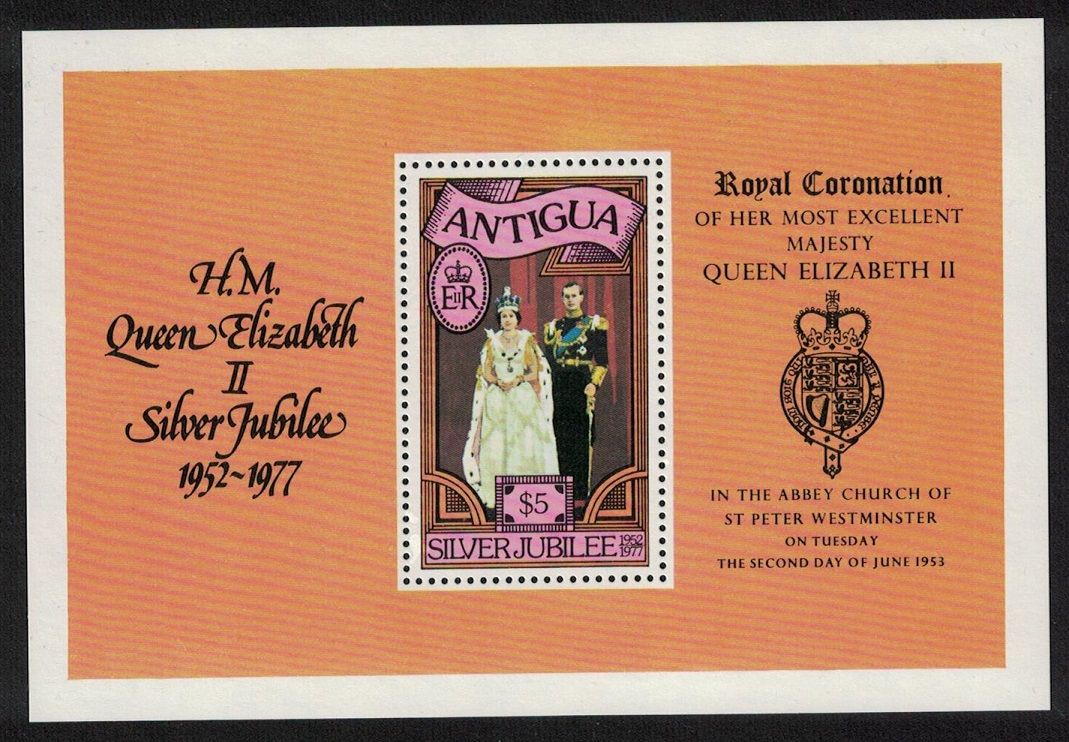 H.M.
Queen Elizabeth
II
Silver Jubilee
1952~1977
ANTIGUA
EIIR
$5
SILVER JUBILEE 1952 1977
Royal Coronation
OF HER MOST EXCELLENT
MAJESTY
QUEEN ELIZABETH II
IN THE ABBEY CHURCH OF
ST PETER WESTMINSTER
ON TUESDAY
THE SECOND DAY OF JUNE 1953